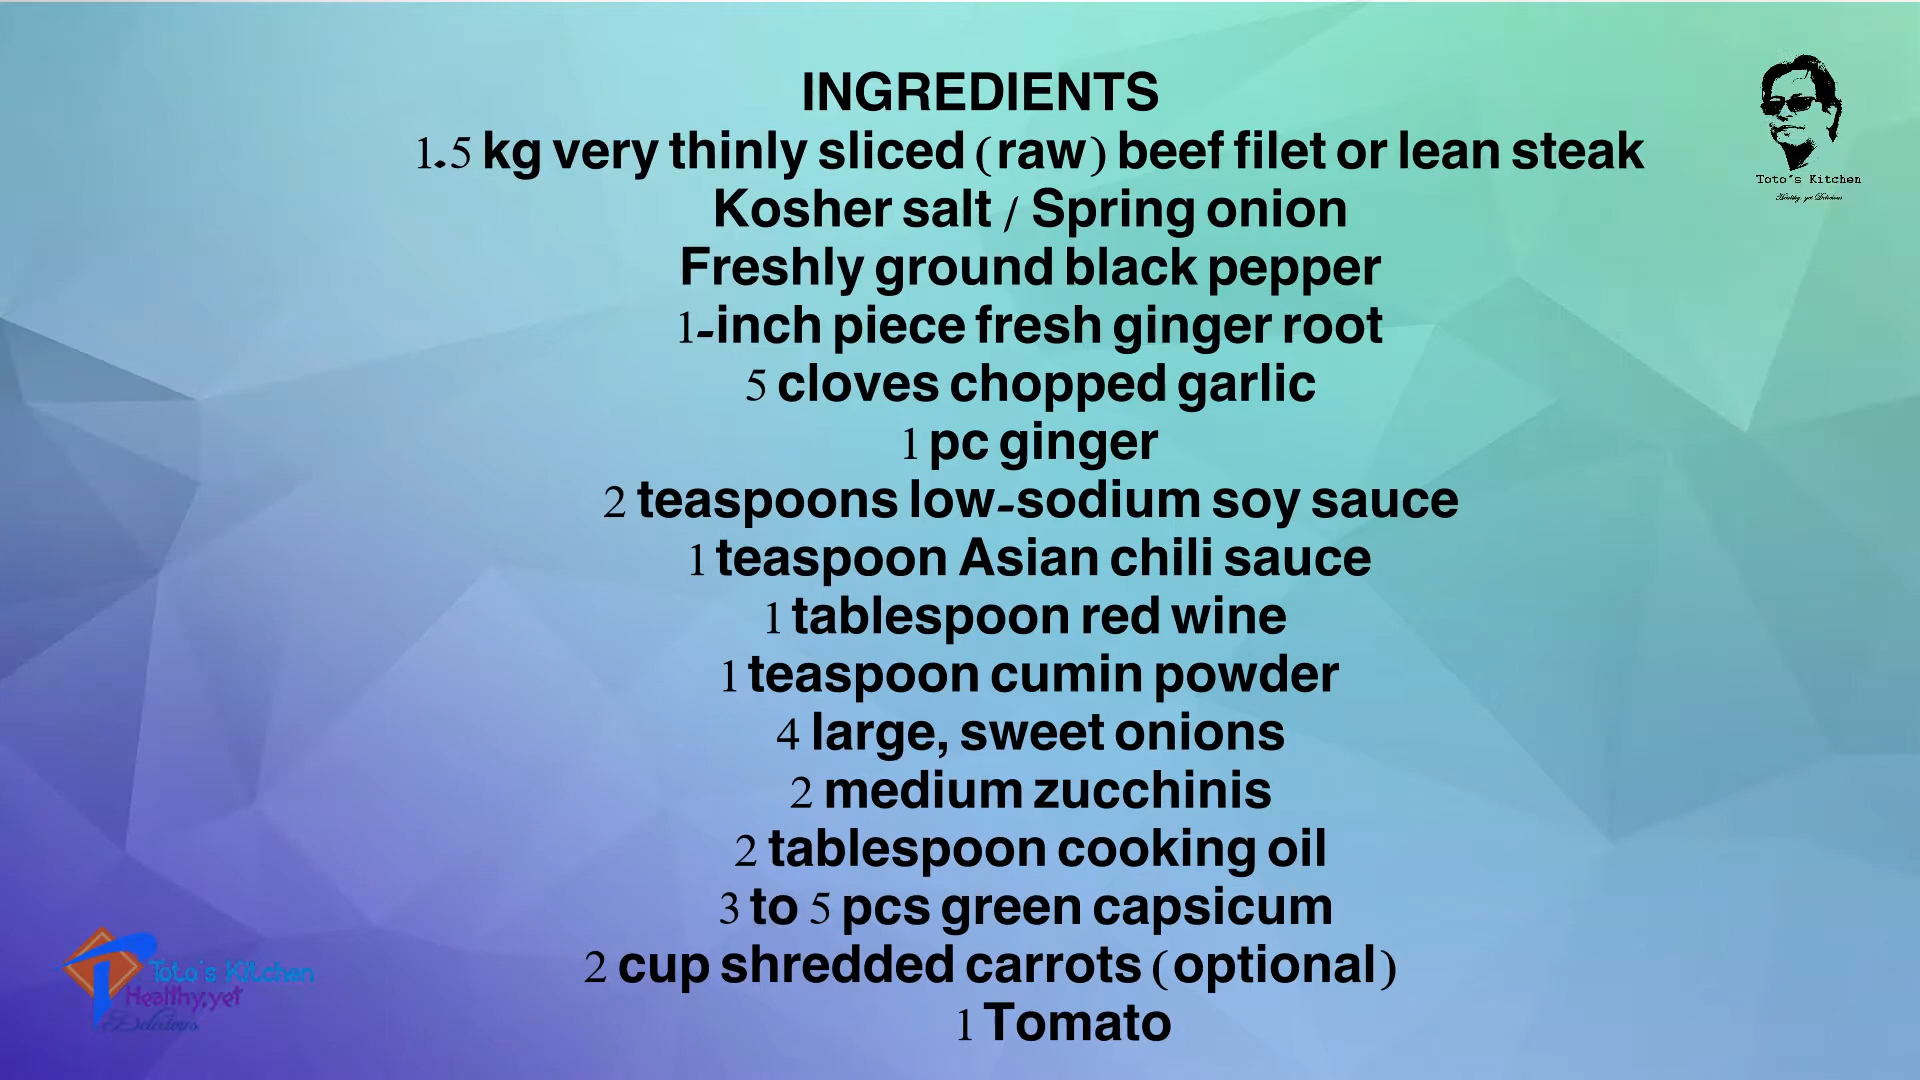 INGREDIENTS
1.5 kg very thinly sliced (raw) beef filet or lean steak
Kosher salt / Spring onion
Freshly ground black pepper
1-inch piece fresh ginger root
5 cloves chopped garlic
1 pc ginger
2 teaspoons low-sodium soy sauce
1 teaspoon Asian chili sauce
1 tablespoon red wine
1 teaspoon cumin powder
4 large, sweet onions
2 medium zucchinis
2 tablespoon cooking oil
3 to 5 pcs green capsicum
2 cup shredded carrots (optional)
1 Tomato
Toto's Kitchen
Healthy, yet Delicious
Toto's Kitchen
Healthy,yet
Delicious